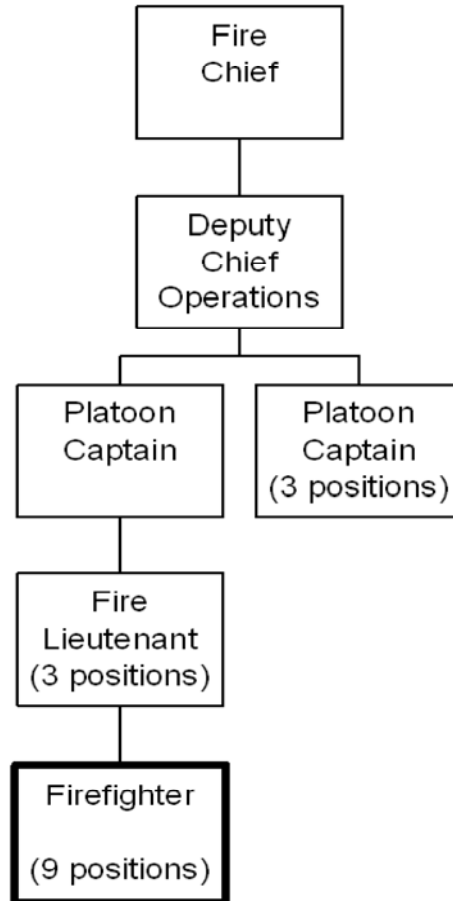 Fire
Chief
Deputy
Chief
Operations
Platoon
Captain
Platoon
Captain
(3 positions)
Fire
Lieutenant
(3 positions)
Firefighter
(9 positions)